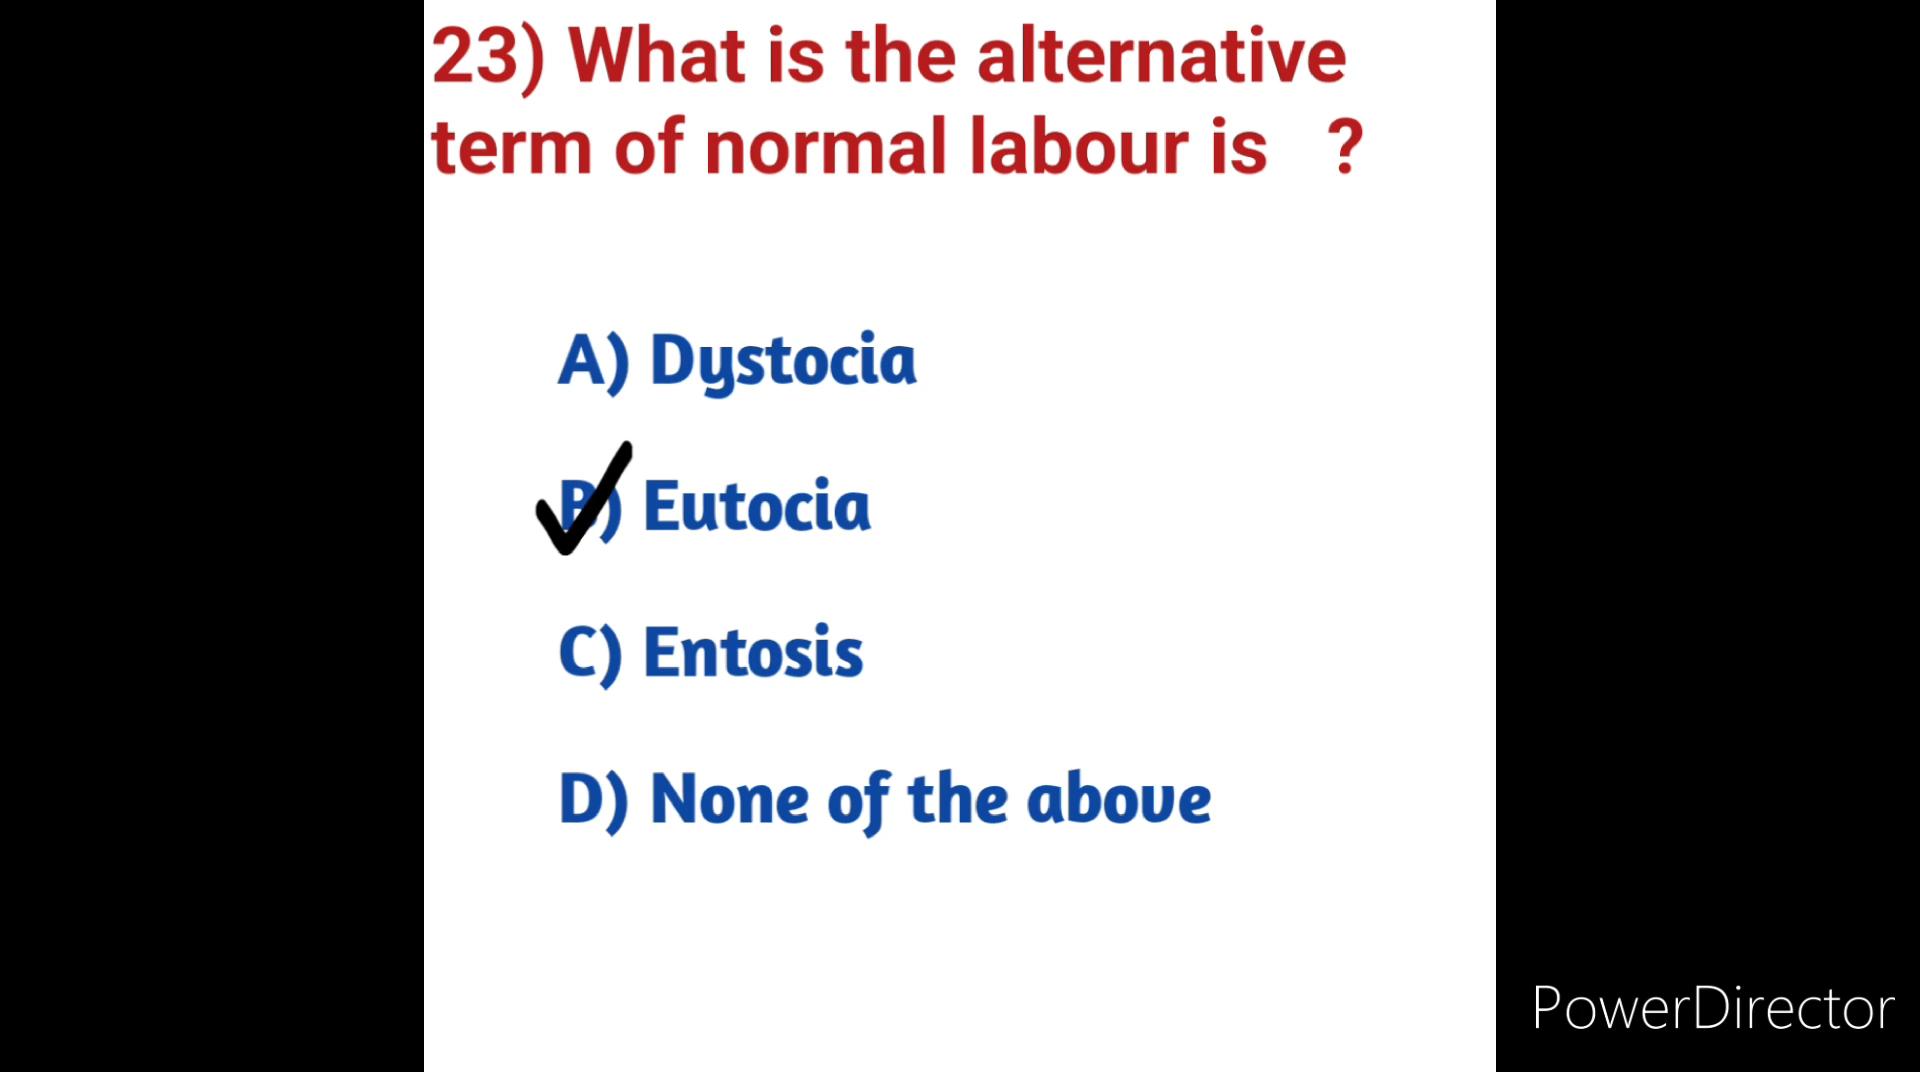 23) What is the alternative
term of normal labour is ?
A) Dystocia
B) Eutocia
C) Entosis
D) None of the above
PowerDirector